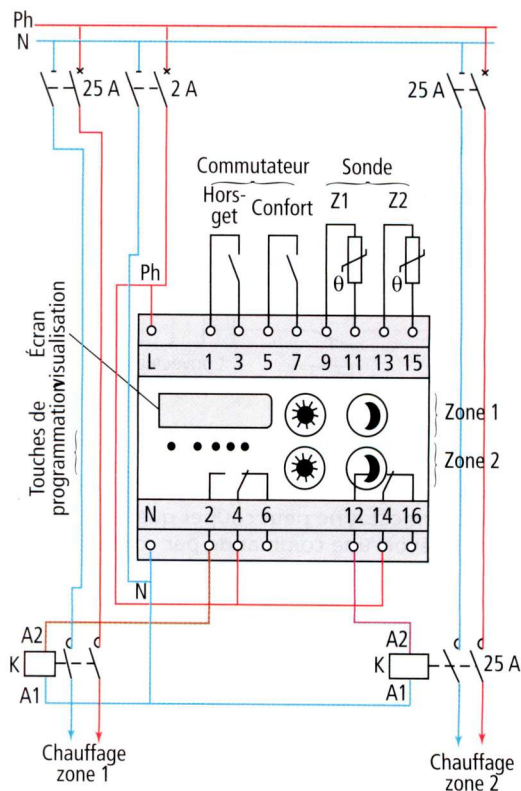 Ph
N
25 A
2 A
25 A
Commutateur
Sonde
Hors-
get
Confort
Z1
Z2
Ph
θ
θ
Écran
visualisation
Touches de
programmation
L 1 3 5 7 9 11 13 15
Zone 1
Zone 2
N 2 4 6 12 14 16
N
A2
K
A1
A2
K
25 A
A1
Chauffage
zone 1
Chauffage
zone 2